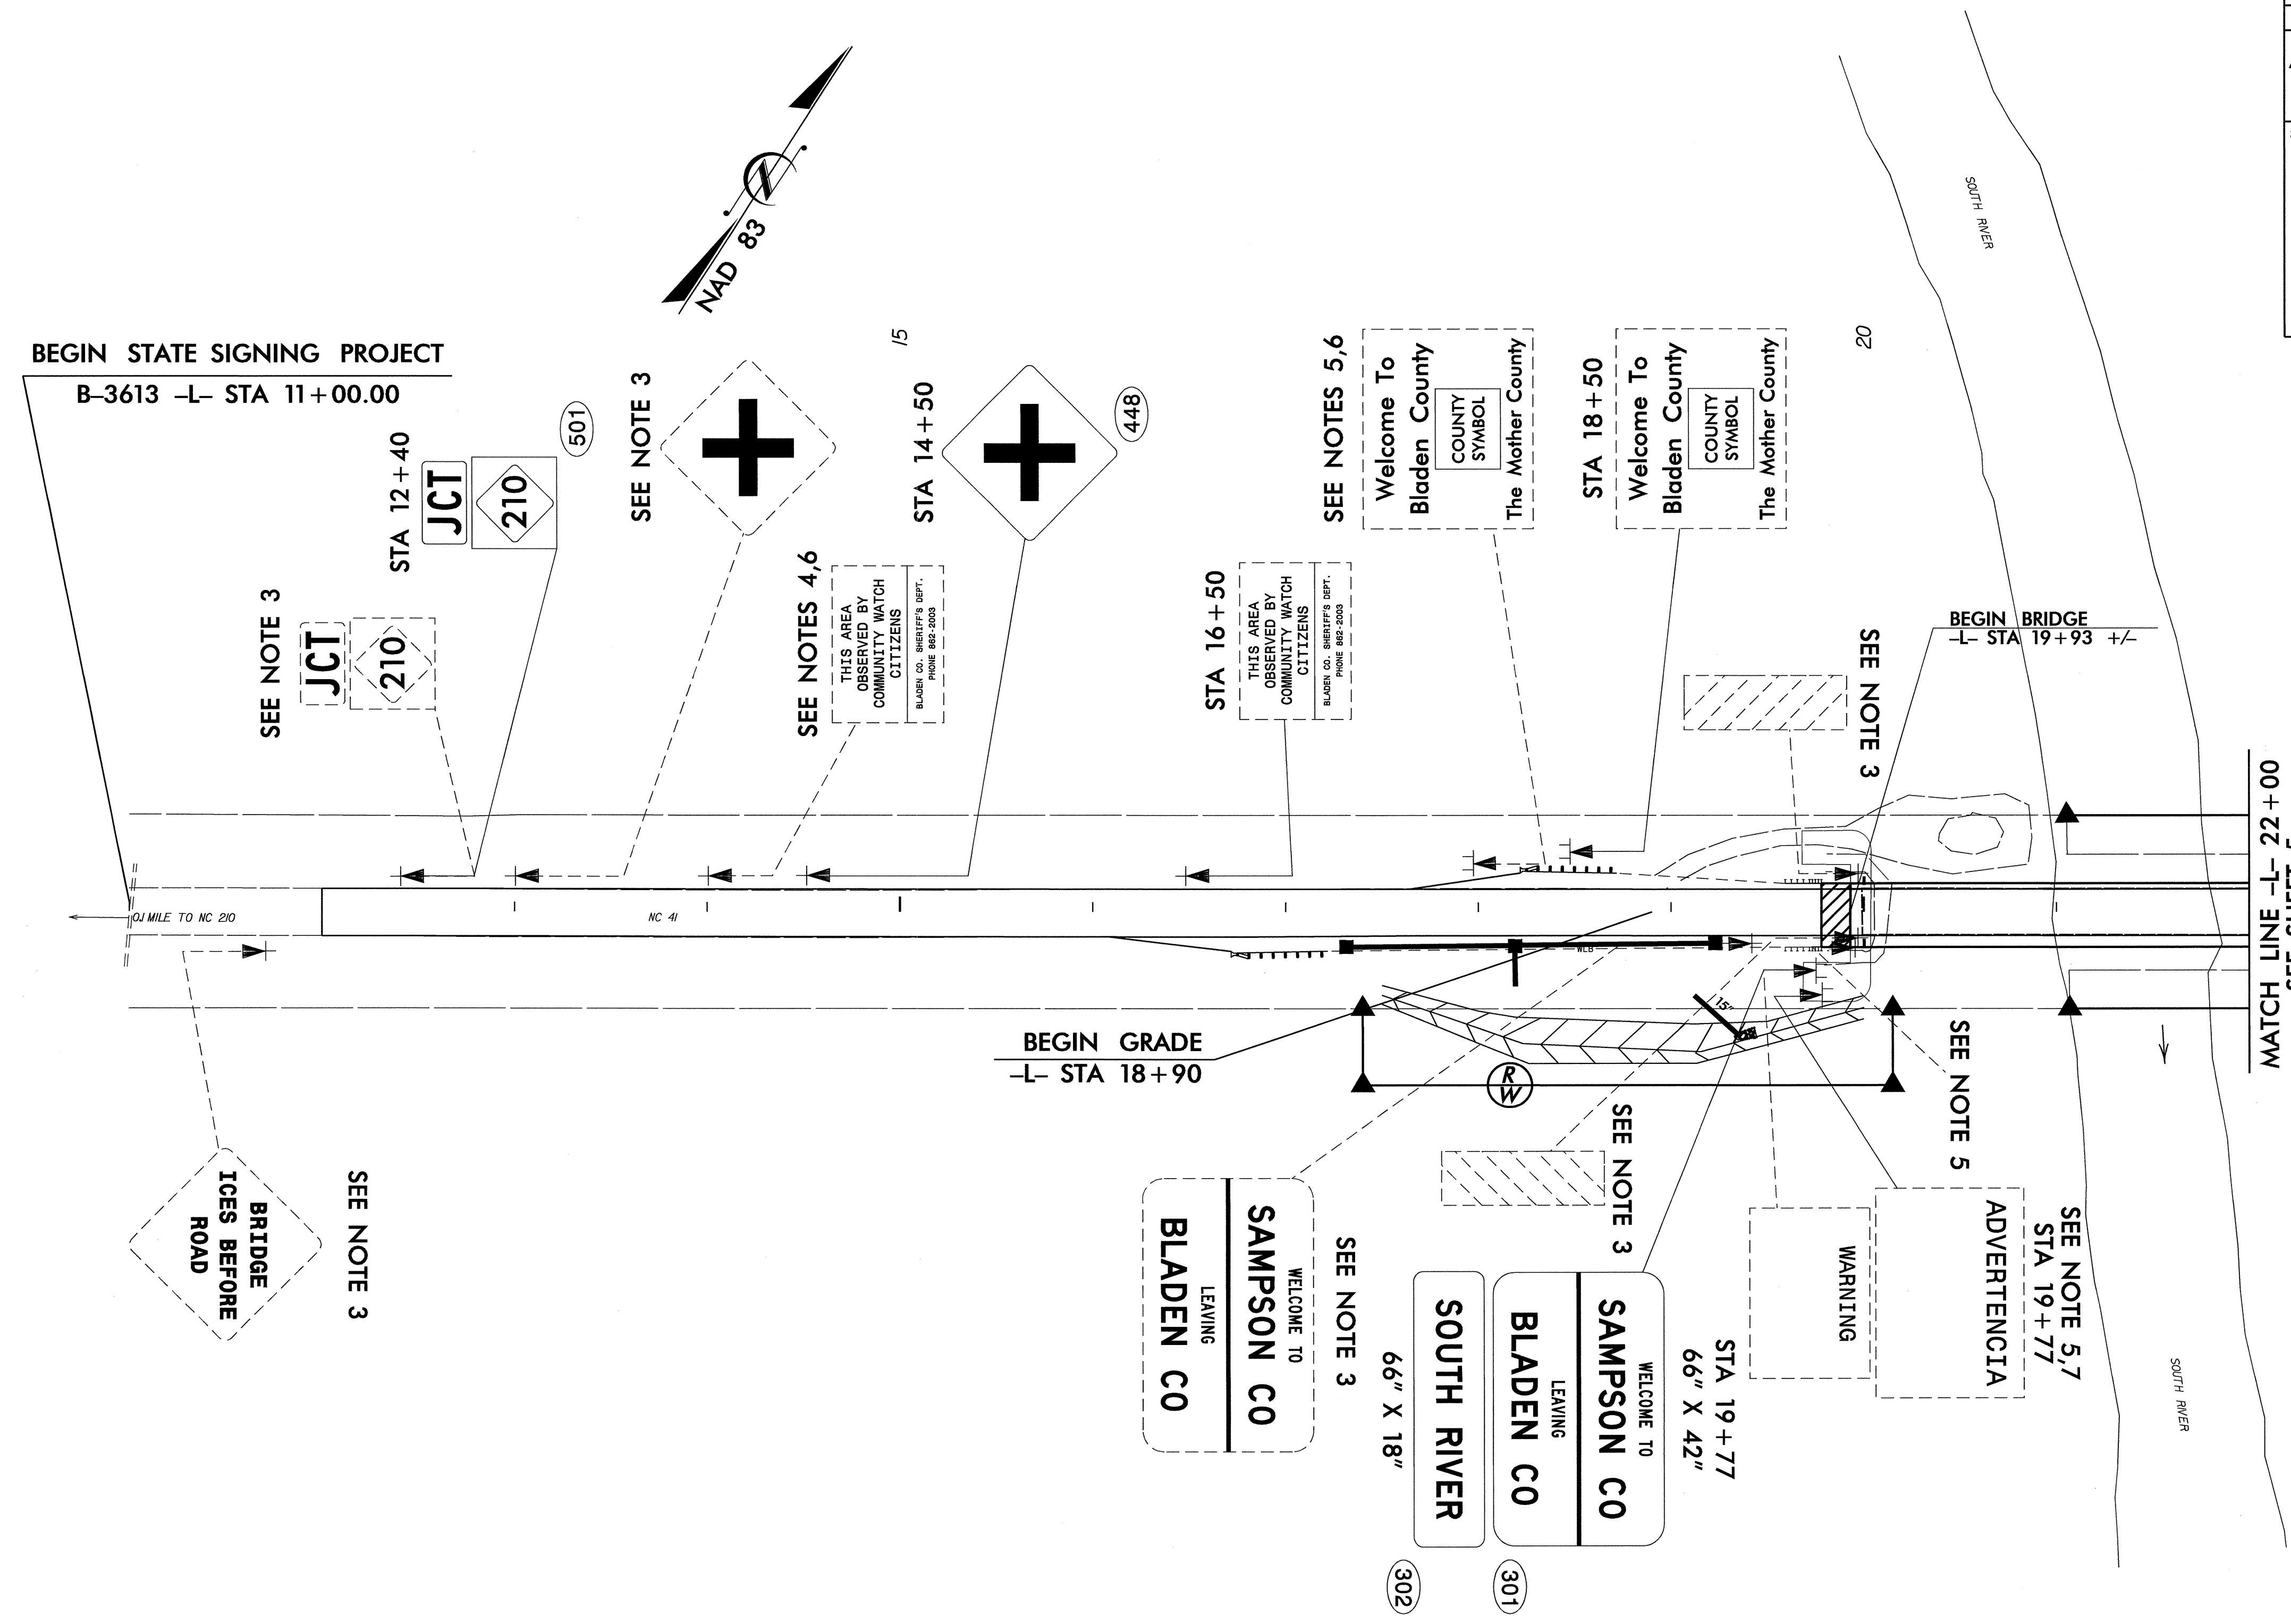 BEGIN STATE SIGNING PROJECT
B-3613 -L- STA 11+00.00
NAD 83
SEE NOTE 3
JCT
210
STA 12+40
JCT
210
501
SEE NOTE 3
SEE NOTES 4,6
THIS AREA
OBSERVED BY
COMMUNITY WATCH
CITIZENS
BLADEN CO. SHERIFF'S DEPT.
PHONE 862-2003
15
STA 14+50
448
STA 16+50
THIS AREA
OBSERVED BY
COMMUNITY WATCH
CITIZENS
BLADEN CO. SHERIFF'S DEPT.
PHONE 862-2003
SEE NOTES 5,6
Welcome To
Bladen County
COUNTY
SYMBOL
The Mother County
STA 18+50
Welcome To
Bladen County
COUNTY
SYMBOL
The Mother County
20
SOUTH RIVER
SEE NOTE 3
BEGIN BRIDGE
-L- STA 19+93 +/-
MATCH LINE -L- 22+00
0.1 MILE TO NC 210
NC 41
WLB
15"
BEGIN GRADE
-L- STA 18+90
R/W
BRIDGE
ICES BEFORE
ROAD
SEE NOTE 3
WELCOME TO
SAMPSON CO
LEAVING
BLADEN CO
SEE NOTE 3
SEE NOTE 3
STA 19+77
66" X 42"
WELCOME TO
SAMPSON CO
LEAVING
BLADEN CO
301
SOUTH RIVER
66" X 18"
302
SEE NOTE 5
WARNING
SEE NOTE 5,7
STA 19+77
ADVERTENCIA
SOUTH RIVER